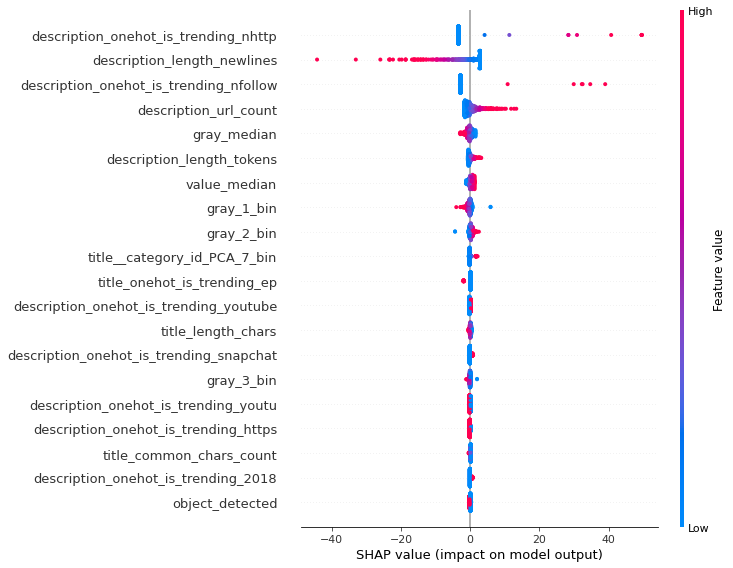 High
description_onehot_is_trending_nhttp
description_length_newlines
description_onehot_is_trending_nfollow
description_url_count
gray_median
description_length_tokens
value_median
gray_1_bin
gray_2_bin
title__category_id_PCA_7_bin
title_onehot_is_trending_ep
description_onehot_is_trending_youtube
title_length_chars
description_onehot_is_trending_snapchat
gray_3_bin
description_onehot_is_trending_youtu
description_onehot_is_trending_https
title_common_chars_count
description_onehot_is_trending_2018
object_detected
Feature value
Low
−40 −20 0 20 40
SHAP value (impact on model output)